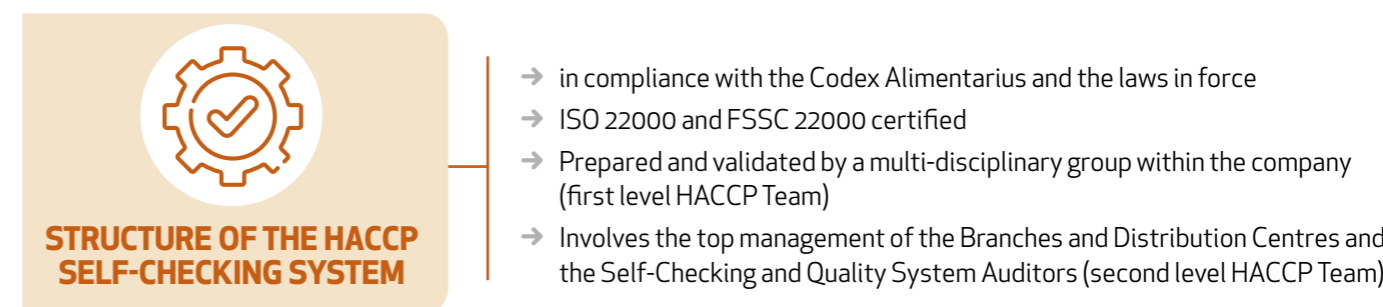 STRUCTURE OF THE HACCP
SELF-CHECKING SYSTEM
in compliance with the Codex Alimentarius and the laws in force
ISO 22000 and FSSC 22000 certified
Prepared and validated by a multi-disciplinary group within the company
(first level HACCP Team)
Involves the top management of the Branches and Distribution Centres and
the Self-Checking and Quality System Auditors (second level HACCP Team)